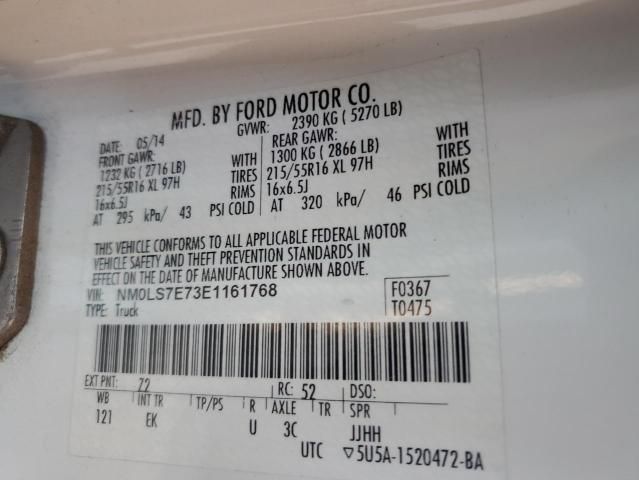 MFD. BY FORD MOTOR CO.
DATE: 05/14 GVWR: 2390 KG ( 5270 LB)
FRONT GAWR: REAR GAWR:
1232 KG ( 2716 LB) WITH 1300 KG ( 2866 LB) WITH
215/55R16 XL 97H TIRES 215/55R16 XL 97H TIRES
16x6.5J RIMS 16x6.5J RIMS
AT 295 kPa/ 43 PSI COLD AT 320 kPa/ 46 PSI COLD
THIS VEHICLE CONFORMS TO ALL APPLICABLE FEDERAL MOTOR
VEHICLE SAFETY AND THEFT PREVENTION STANDARDS IN
EFFECT ON THE DATE OF MANUFACTURE SHOWN ABOVE.
VIN: NM0LS7E73E1161768 F0367
TYPE: Truck T0475
EXT PNT: 72 RC: 52 DSO:
WB INT TR TP/PS R AXLE TR SPR
121 EK U 3C JJHH
UTC ▽5U5A-1520472-BA